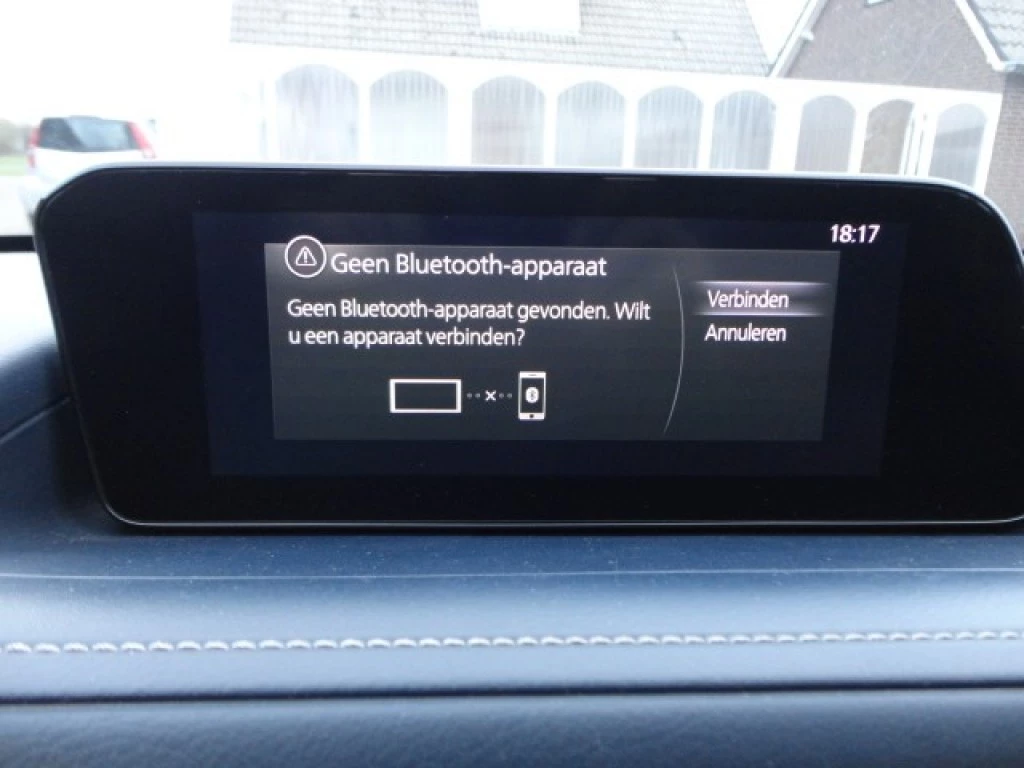 18:17
Geen Bluetooth-apparaat
Geen Bluetooth-apparaat gevonden. Wilt
u een apparaat verbinden?
Verbinden
Annuleren